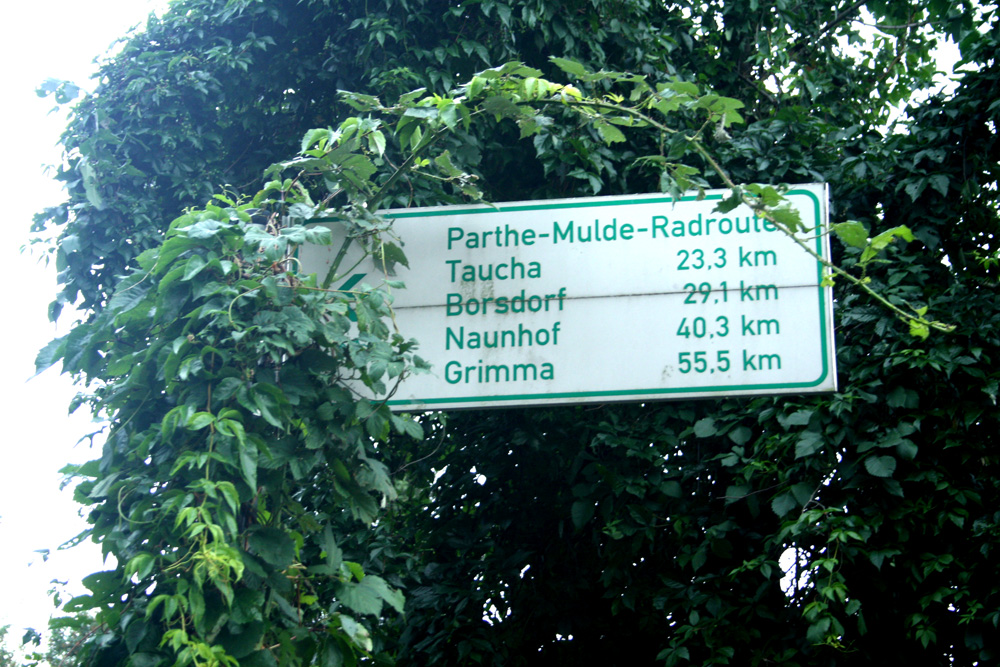 Parthe-Mulde-Radroute
Taucha 23,3 km
Borsdorf 29,1 km
Naunhof 40,3 km
Grimma 55,5 km